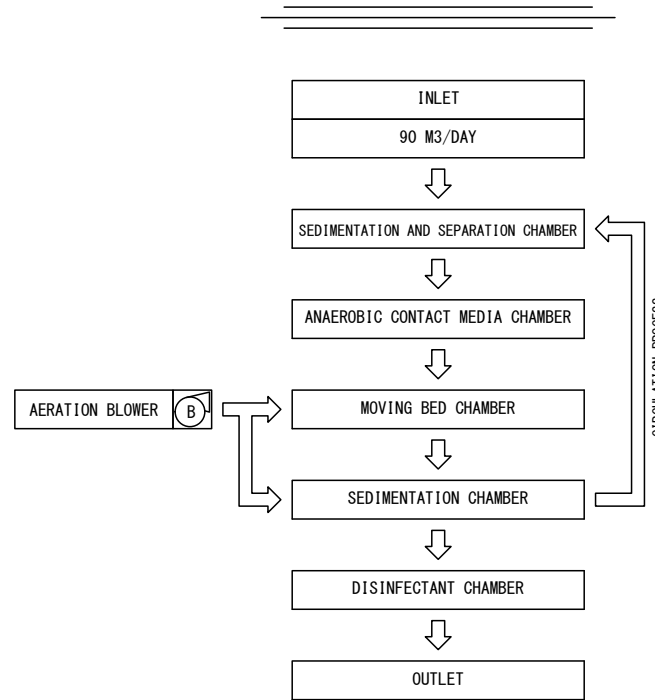 INLET
90 M3/DAY
SEDIMENTATION AND SEPARATION CHAMBER
ANAEROBIC CONTACT MEDIA CHAMBER
AERATION BLOWER
B
MOVING BED CHAMBER
SEDIMENTATION CHAMBER
DISINFECTANT CHAMBER
OUTLET